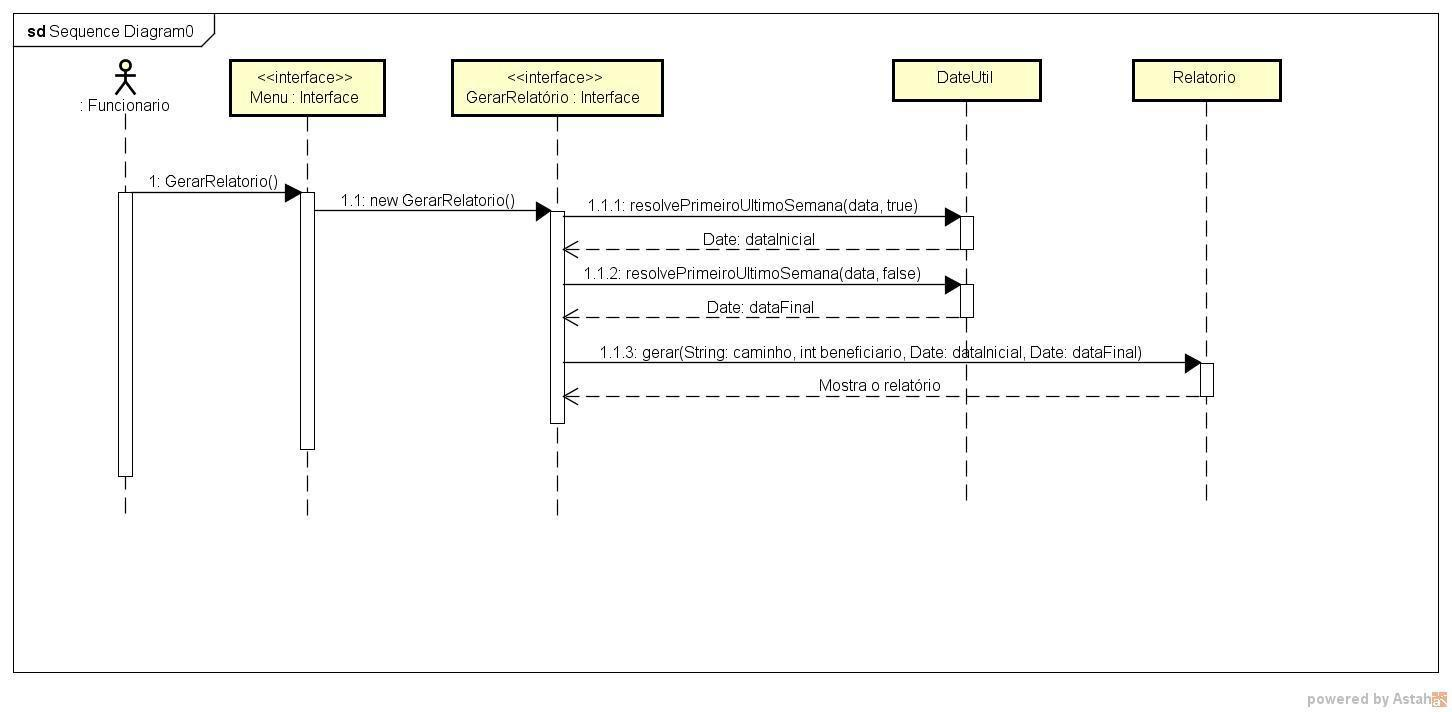 sd Sequence Diagram0
: Funcionario
<<interface>>
Menu : Interface
<<interface>>
GerarRelatório : Interface
DateUtil
Relatorio
1: GerarRelatorio()
1.1: new GerarRelatorio()
1.1.1: resolvePrimeiroUltimoSemana(data, true)
Date: dataInicial
1.1.2: resolvePrimeiroUltimoSemana(data, false)
Date: dataFinal
1.1.3: gerar(String: caminho, int beneficiario, Date: dataInicial, Date: dataFinal)
Mostra o relatório
powered by Astah